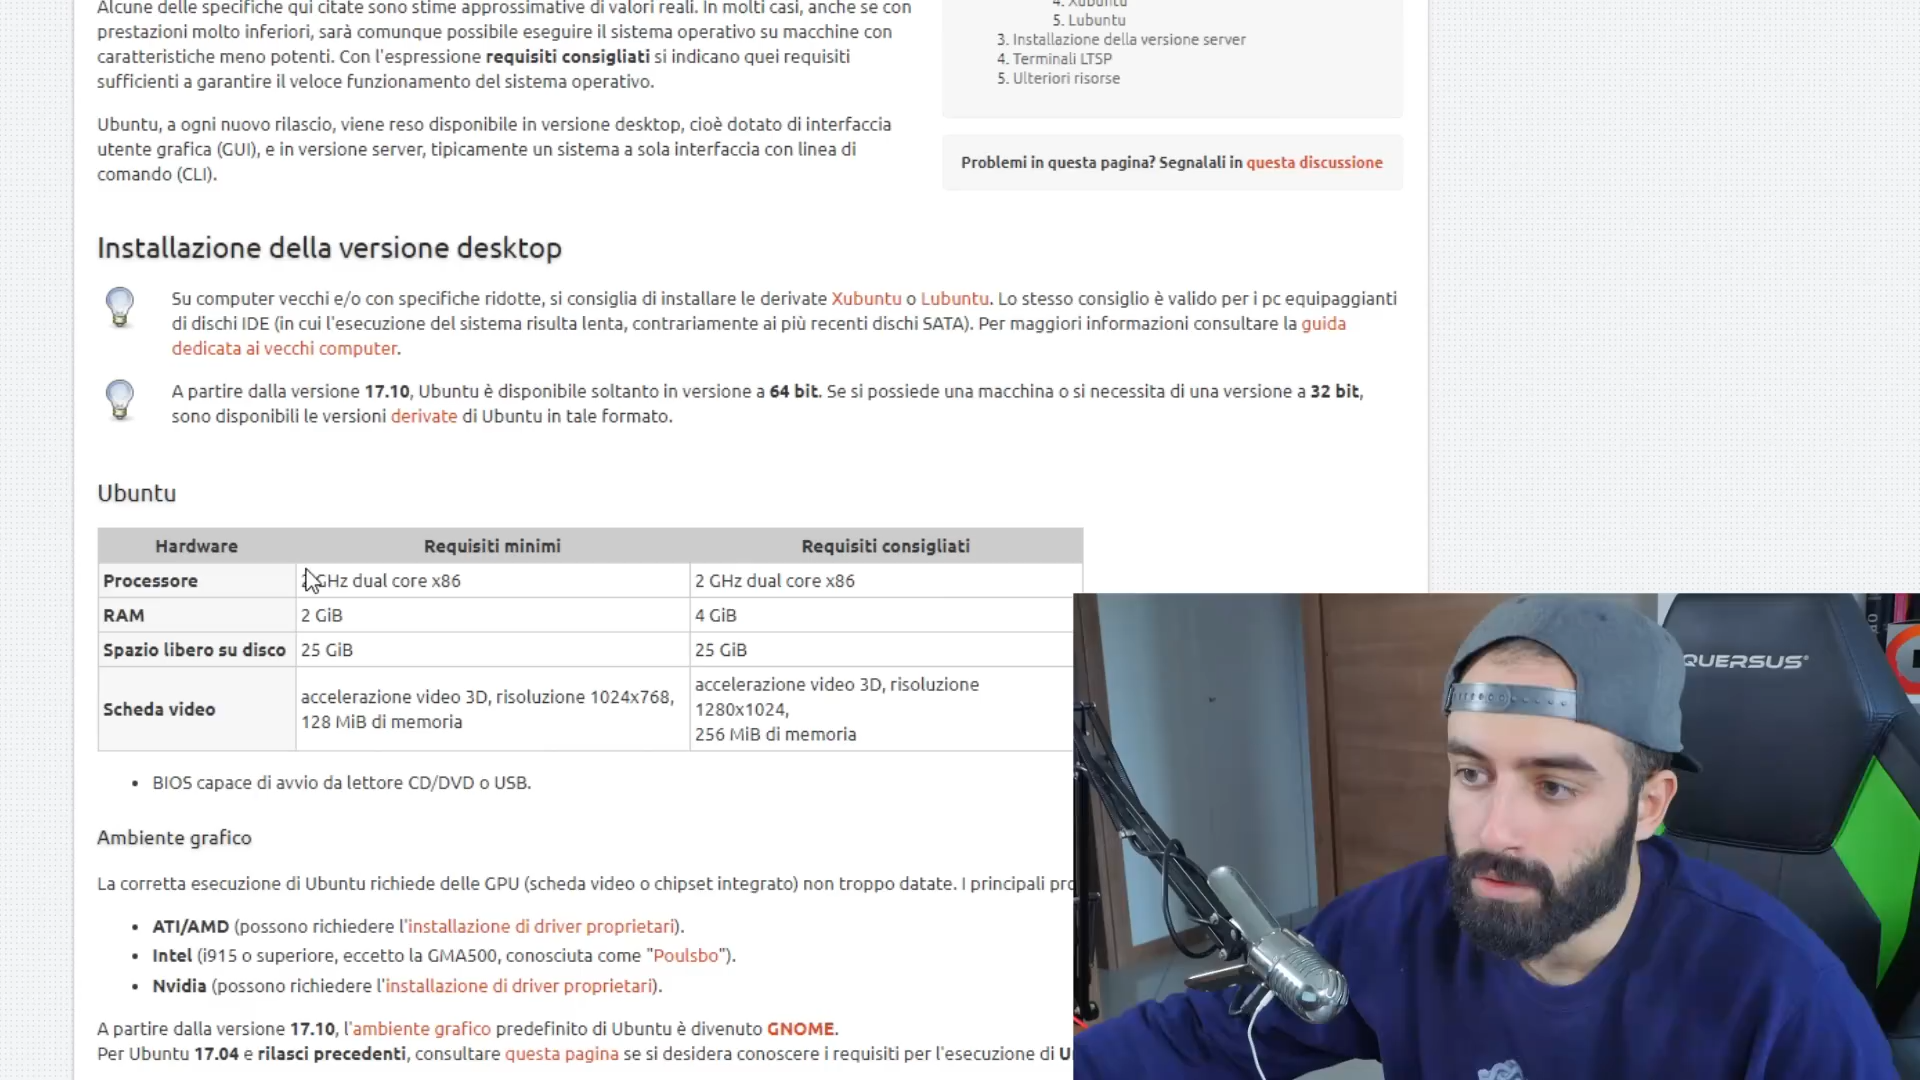 Alcune delle specifiche qui citate sono stime approssimative di valori reali. In molti casi, anche se con
prestazioni molto inferiori, sarà comunque possibile eseguire il sistema operativo su macchine con
caratteristiche meno potenti. Con l'espressione requisiti consigliati si indicano quei requisiti
sufficienti a garantire il veloce funzionamento del sistema operativo.
Ubuntu, a ogni nuovo rilascio, viene reso disponibile in versione desktop, cioè dotato di interfaccia
utente grafica (GUI), e in versione server, tipicamente un sistema a sola interfaccia con linea di
comando (CLI).
4. Xubuntu
5. Lubuntu
3. Installazione della versione server
4. Terminali LTSP
5. Ulteriori risorse
Problemi in questa pagina? Segnalali in questa discussione
Installazione della versione desktop
Su computer vecchi e/o con specifiche ridotte, si consiglia di installare le derivate Xubuntu o Lubuntu. Lo stesso consiglio è valido per i pc equipaggianti
di dischi IDE (in cui l'esecuzione del sistema risulta lenta, contrariamente ai più recenti dischi SATA). Per maggiori informazioni consultare la guida
dedicata ai vecchi computer.
A partire dalla versione 17.10, Ubuntu è disponibile soltanto in versione a 64 bit. Se si possiede una macchina o si necessita di una versione a 32 bit,
sono disponibili le versioni derivate di Ubuntu in tale formato.
Ubuntu
Hardware Requisiti minimi Requisiti consigliati
Processore 2 GHz dual core x86 2 GHz dual core x86
RAM 2 GiB 4 GiB
Spazio libero su disco 25 GiB 25 GiB
Scheda video
accelerazione video 3D, risoluzione 1024x768,
128 MiB di memoria
accelerazione video 3D, risoluzione
1280x1024,
256 MiB di memoria
• BIOS capace di avvio da lettore CD/DVD o USB.
Ambiente grafico
La corretta esecuzione di Ubuntu richiede delle GPU (scheda video o chipset integrato) non troppo datate. I principali pro
• ATI/AMD (possono richiedere l'installazione di driver proprietari).
• Intel (i915 o superiore, eccetto la GMA500, conosciuta come "Poulsbo").
• Nvidia (possono richiedere l'installazione di driver proprietari).
A partire dalla versione 17.10, l'ambiente grafico predefinito di Ubuntu è divenuto GNOME.
Per Ubuntu 17.04 e rilasci precedenti, consultare questa pagina se si desidera conoscere i requisiti per l'esecuzione di U
QUERSUS